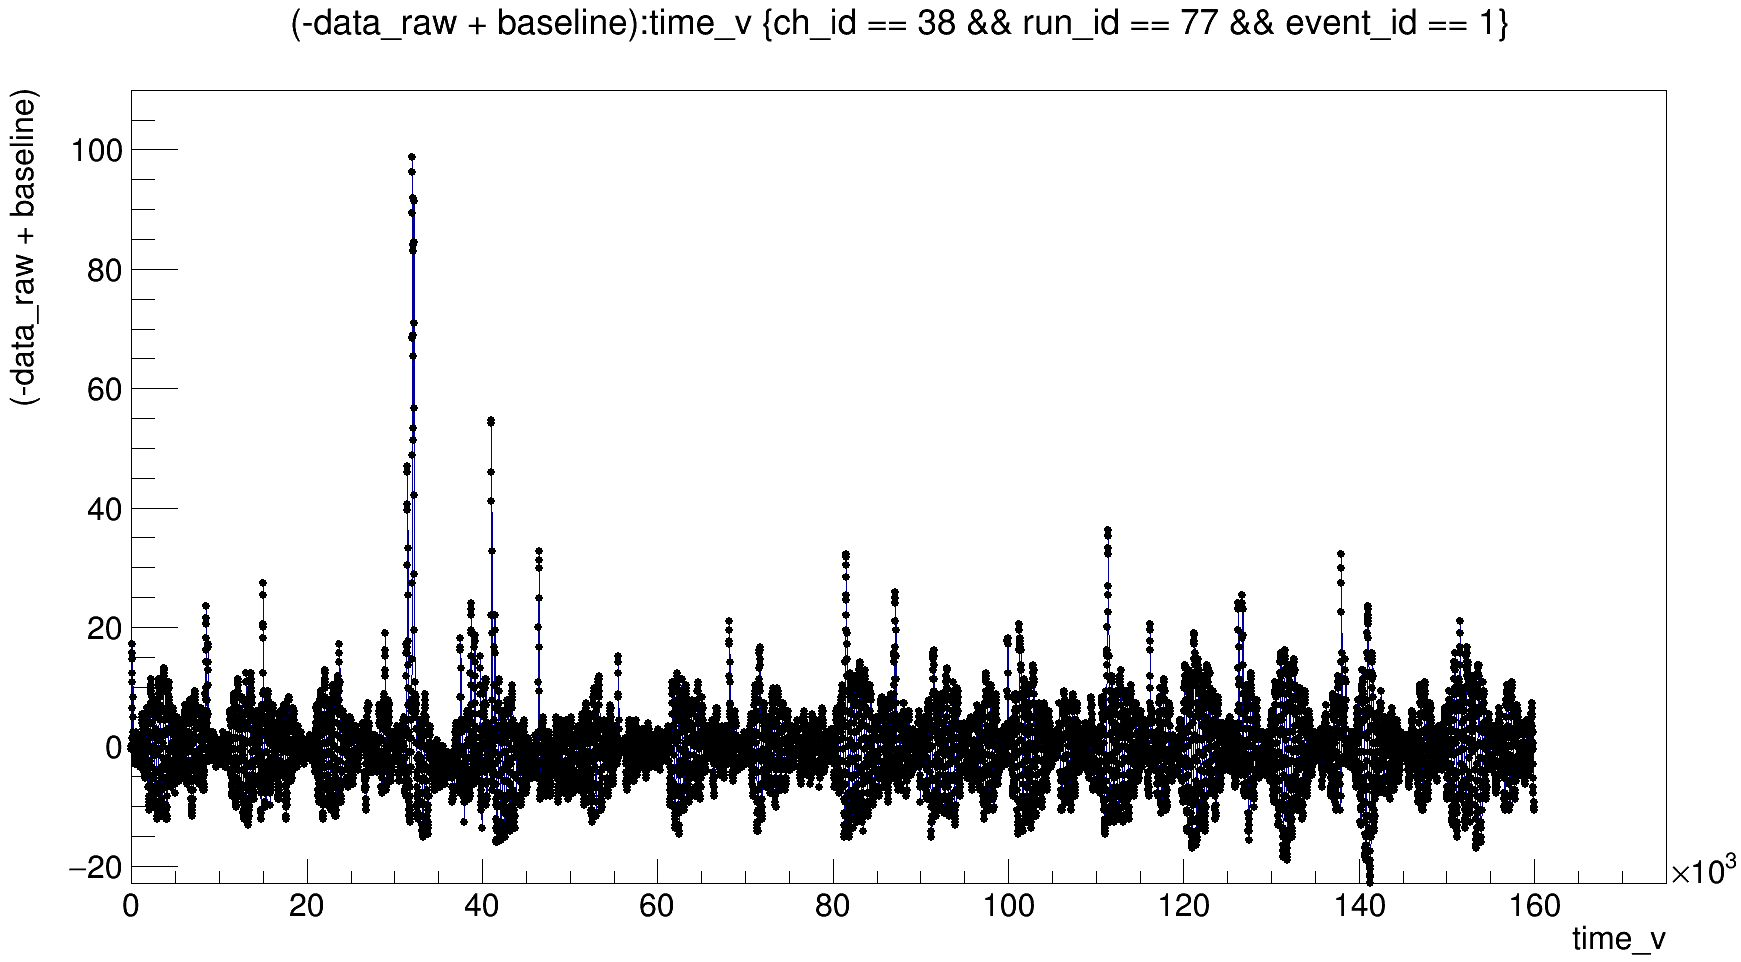 (-data_raw + baseline):time_v {ch_id == 38 && run_id == 77 && event_id == 1}
(-data_raw + baseline)
100
80
60
40
20
0
−20
0 20 40 60 80 100 120 140 160
×10³
time_v